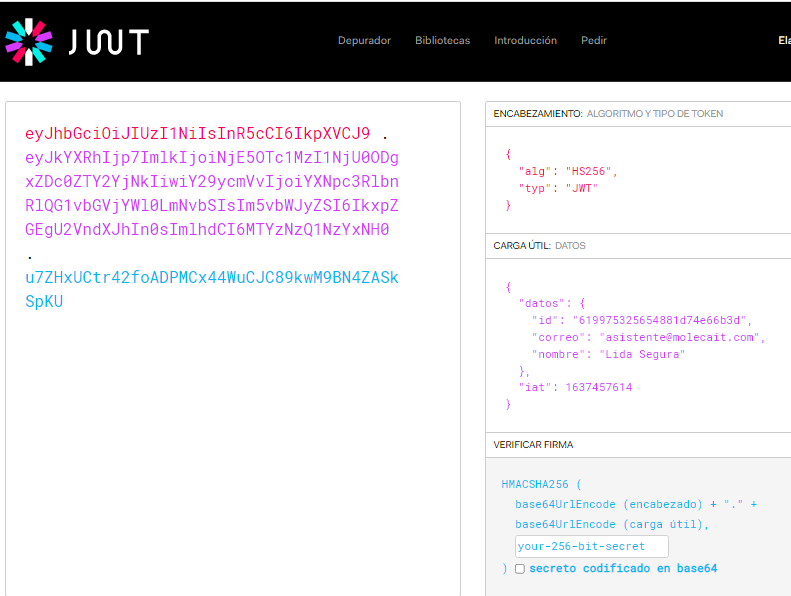 JWT
Depurador Bibliotecas Introducción Pedir Ela
eyJhbGciOiJIUzI1NiIsInR5cCI6IkpXVCJ9 .
eyJkYXRhIjp7ImlkIjoiNjE5OTc1MzI1NjU0ODg
xZDc0ZTY2YjNkIiwiY29ycmVvIjoiYXNpc3Rlbn
RlQG1vbGVjYWl0LmNvbSIsIm5vbWJyZSI6IkxpZ
GEgU2VndXJhIn0sImlhdCI6MTYzNzQ1NzYxNH0
.
u7ZHxUCtr42foADPMCx44WuCJC89kwM9BN4ZASk
SpKU
ENCABEZAMIENTO: ALGORITMO Y TIPO DE TOKEN
{
"alg": "HS256",
"typ": "JWT"
}
CARGA ÚTIL: DATOS
{
"datos": {
"id": "619975325654881d74e66b3d",
"correo": "asistente@molecait.com",
"nombre": "Lida Segura"
},
"iat": 1637457614
}
VERIFICAR FIRMA
HMACSHA256 (
base64UrlEncode (encabezado) + "." +
base64UrlEncode (carga útil),
your-256-bit-secret
) secreto codificado en base64